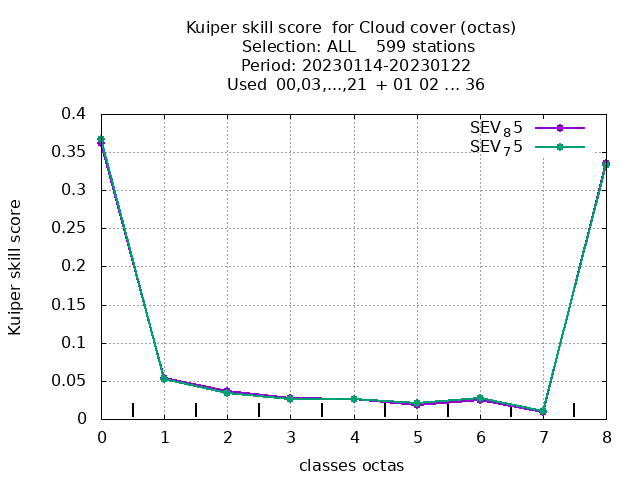 Kuiper skill score  for Cloud cover (octas)
Selection: ALL    599 stations
Period: 20230114-20230122
Used  00,03,...,21  + 01 02 ... 36
SEV₈5
SEV₇5
0.4
0.35
0.3
0.25
0.2
0.15
0.1
0.05
0
0 1 2 3 4 5 6 7 8
Kuiper skill score
classes octas